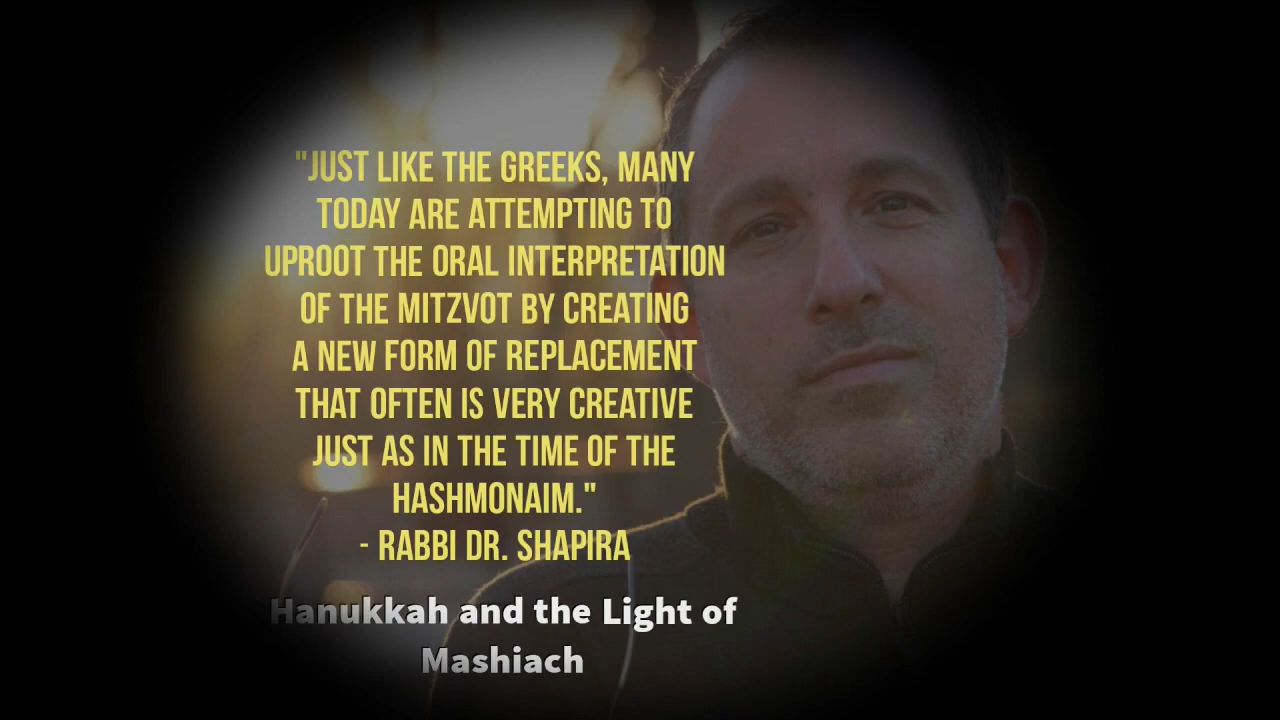 "JUST LIKE THE GREEKS, MANY
TODAY ARE ATTEMPTING TO
UPROOT THE ORAL INTERPRETATION
OF THE MITZVOT BY CREATING
A NEW FORM OF REPLACEMENT
THAT OFTEN IS VERY CREATIVE
JUST AS IN THE TIME OF THE
HASHMONAIM."
- RABBI DR. SHAPIRA
Hanukkah and the Light of
Mashiach